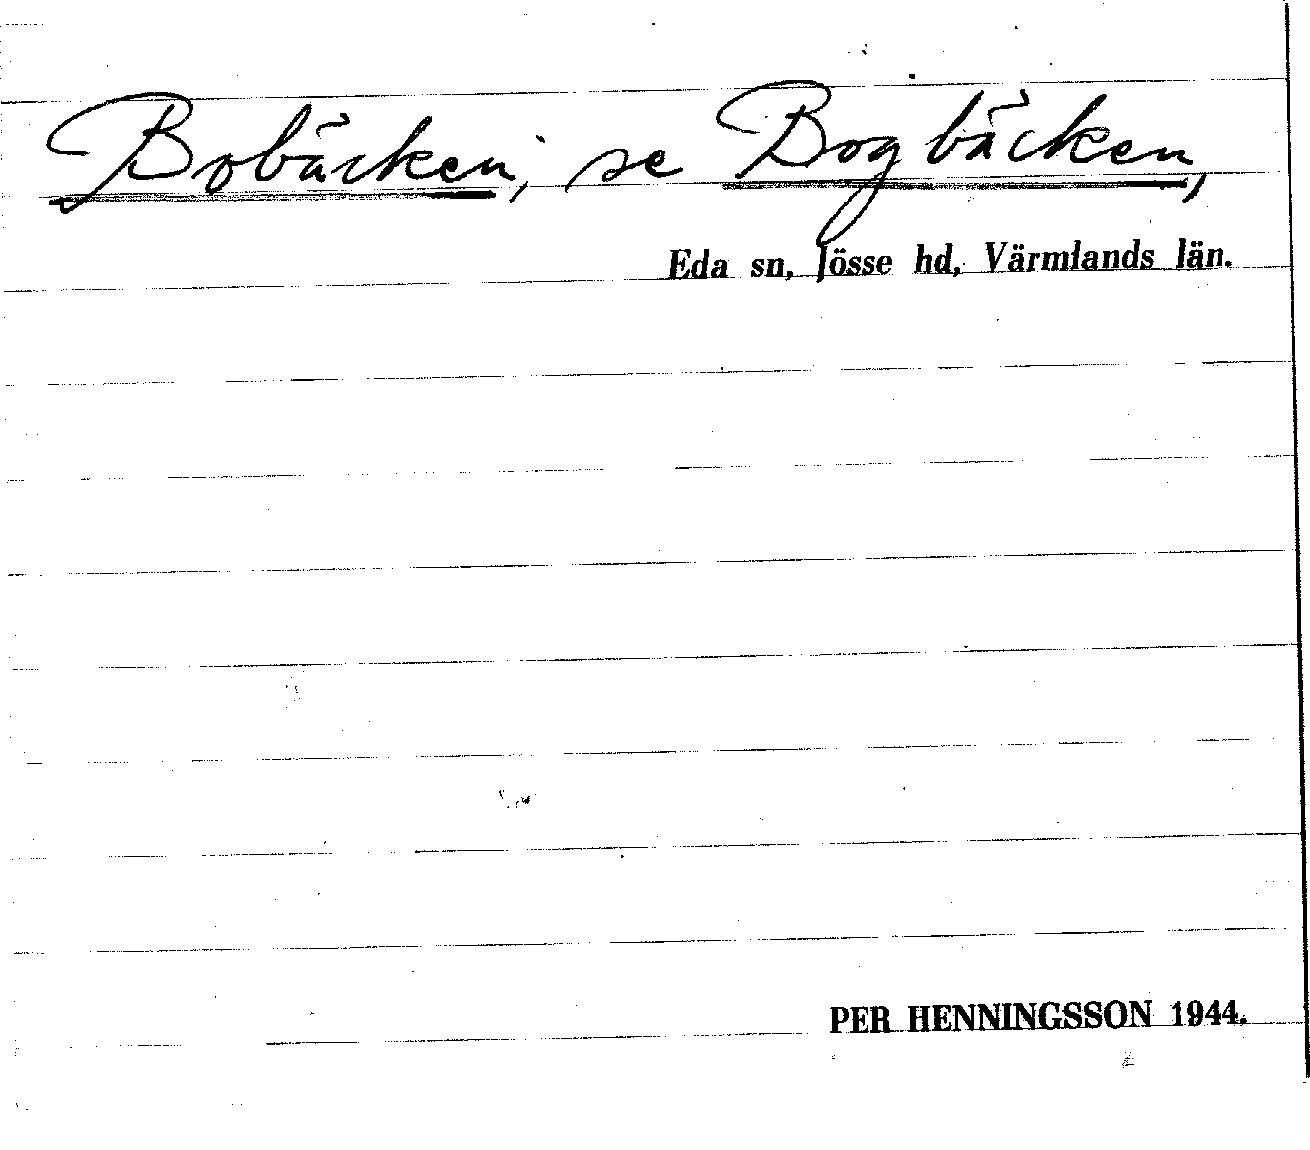 Bobäcken, se Bogbäcken,
Eda sn, Jösse hd, Värmlands län.
PER HENNINGSSON 1944.